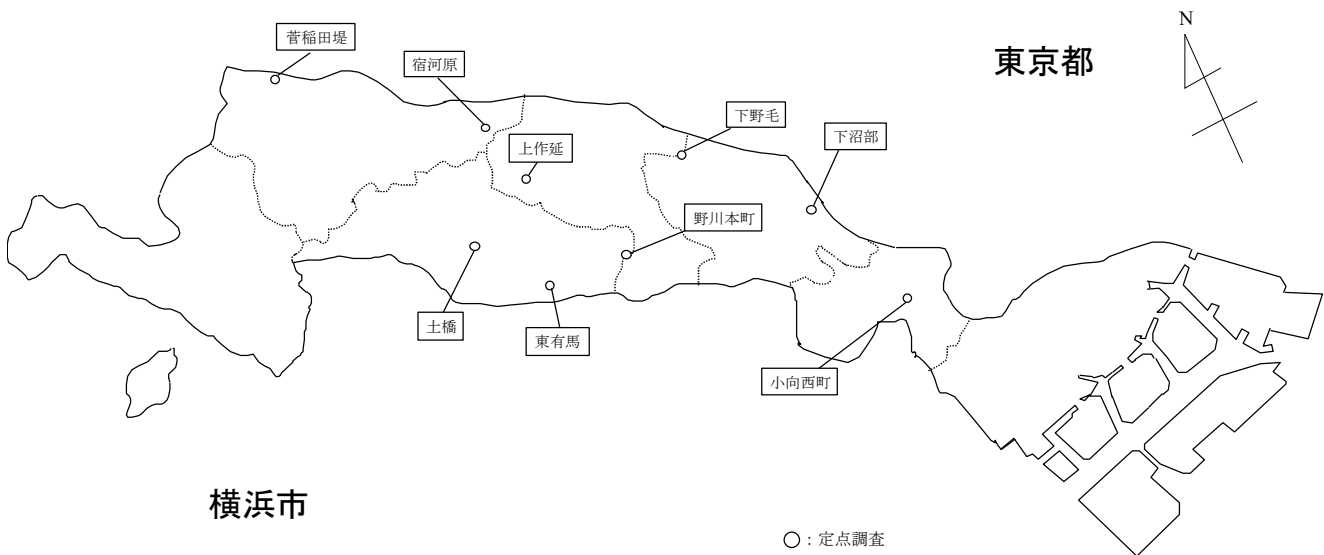 N
東京都
菅稲田堤
宿河原
下野毛
上作延
下沼部
野川本町
土橋
東有馬
小向西町
横浜市
○：定点調査